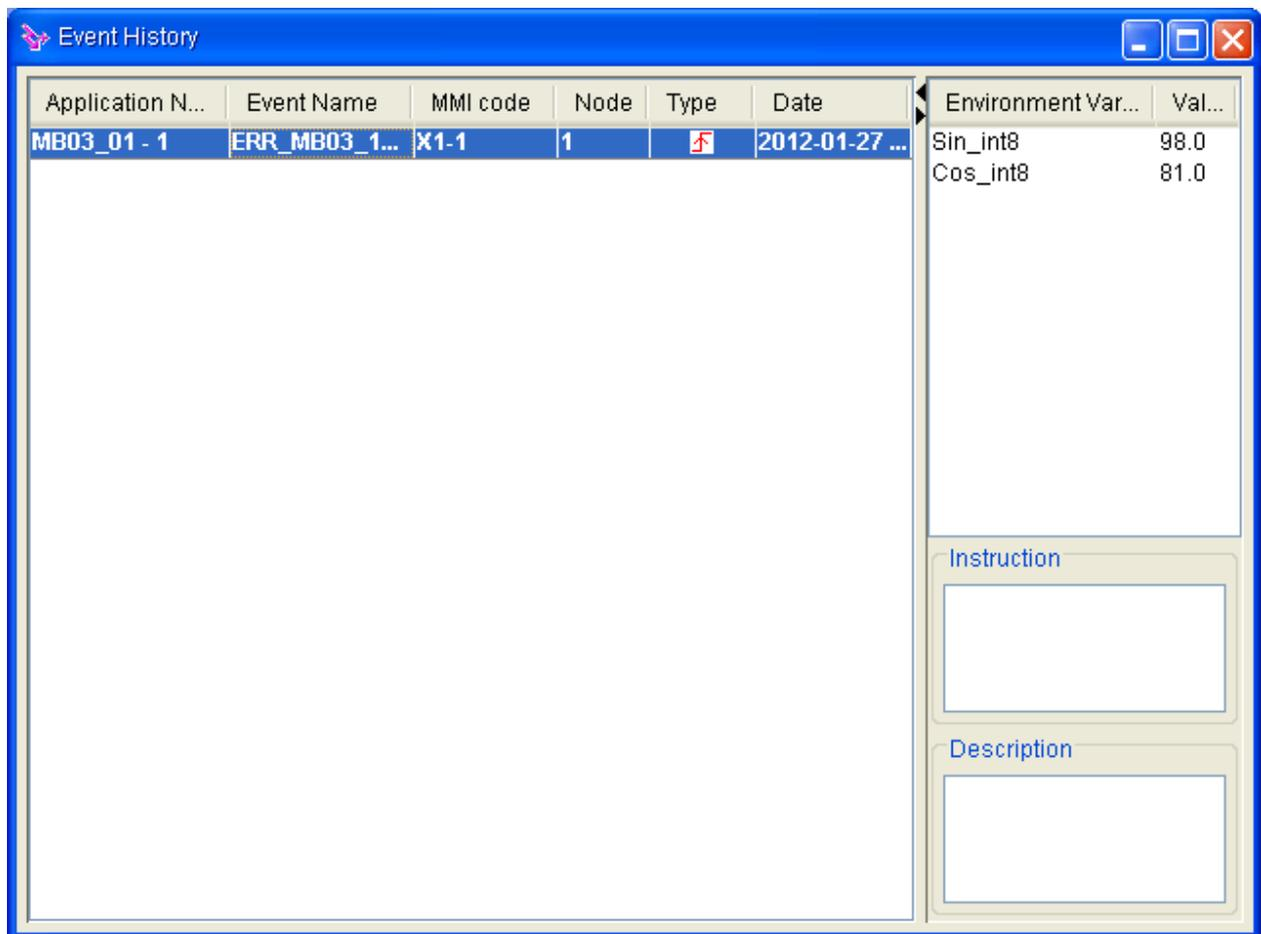 Event History
Application N... Event Name MMI code Node Type Date
MB03_01 - 1 ERR_MB03_1... X1-1 1 2012-01-27 ...
Environment Var... Val...
Sin_int8 98.0
Cos_int8 81.0
Instruction
Description